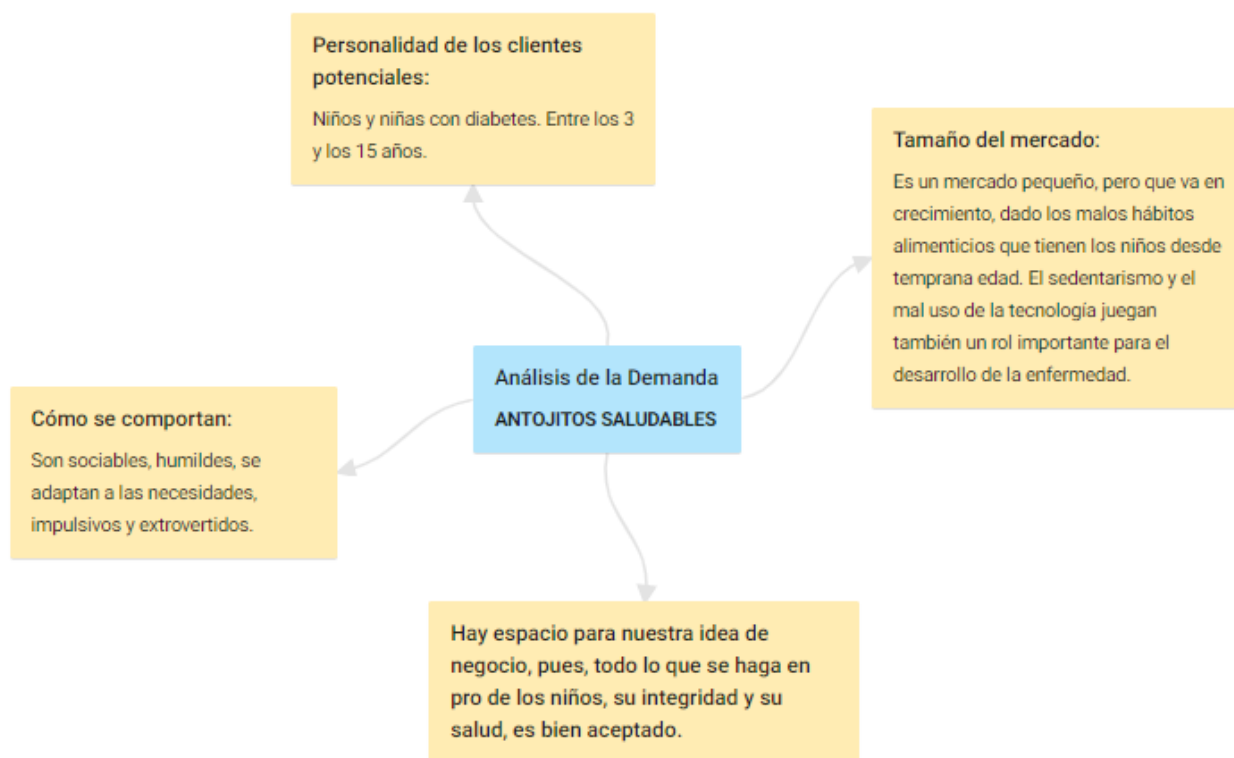 Personalidad de los clientes
potenciales:
Niños y niñas con diabetes. Entre los 3
y los 15 años.
Tamaño del mercado:
Es un mercado pequeño, pero que va en
crecimiento, dado los malos hábitos
alimenticios que tienen los niños desde
temprana edad. El sedentarismo y el
mal uso de la tecnología juegan
también un rol importante para el
desarrollo de la enfermedad.
Análisis de la Demanda
ANTOJITOS SALUDABLES
Cómo se comportan:
Son sociables, humildes, se
adaptan a las necesidades,
impulsivos y extrovertidos.
Hay espacio para nuestra idea de
negocio, pues, todo lo que se haga en
pro de los niños, su integridad y su
salud, es bien aceptado.